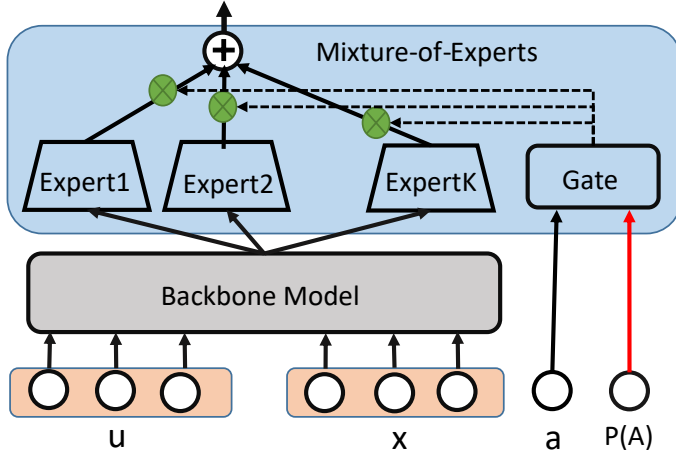 Mixture-of-Experts
Expert1
Expert2
ExpertK
Gate
Backbone Model
u
x
a
P(A)